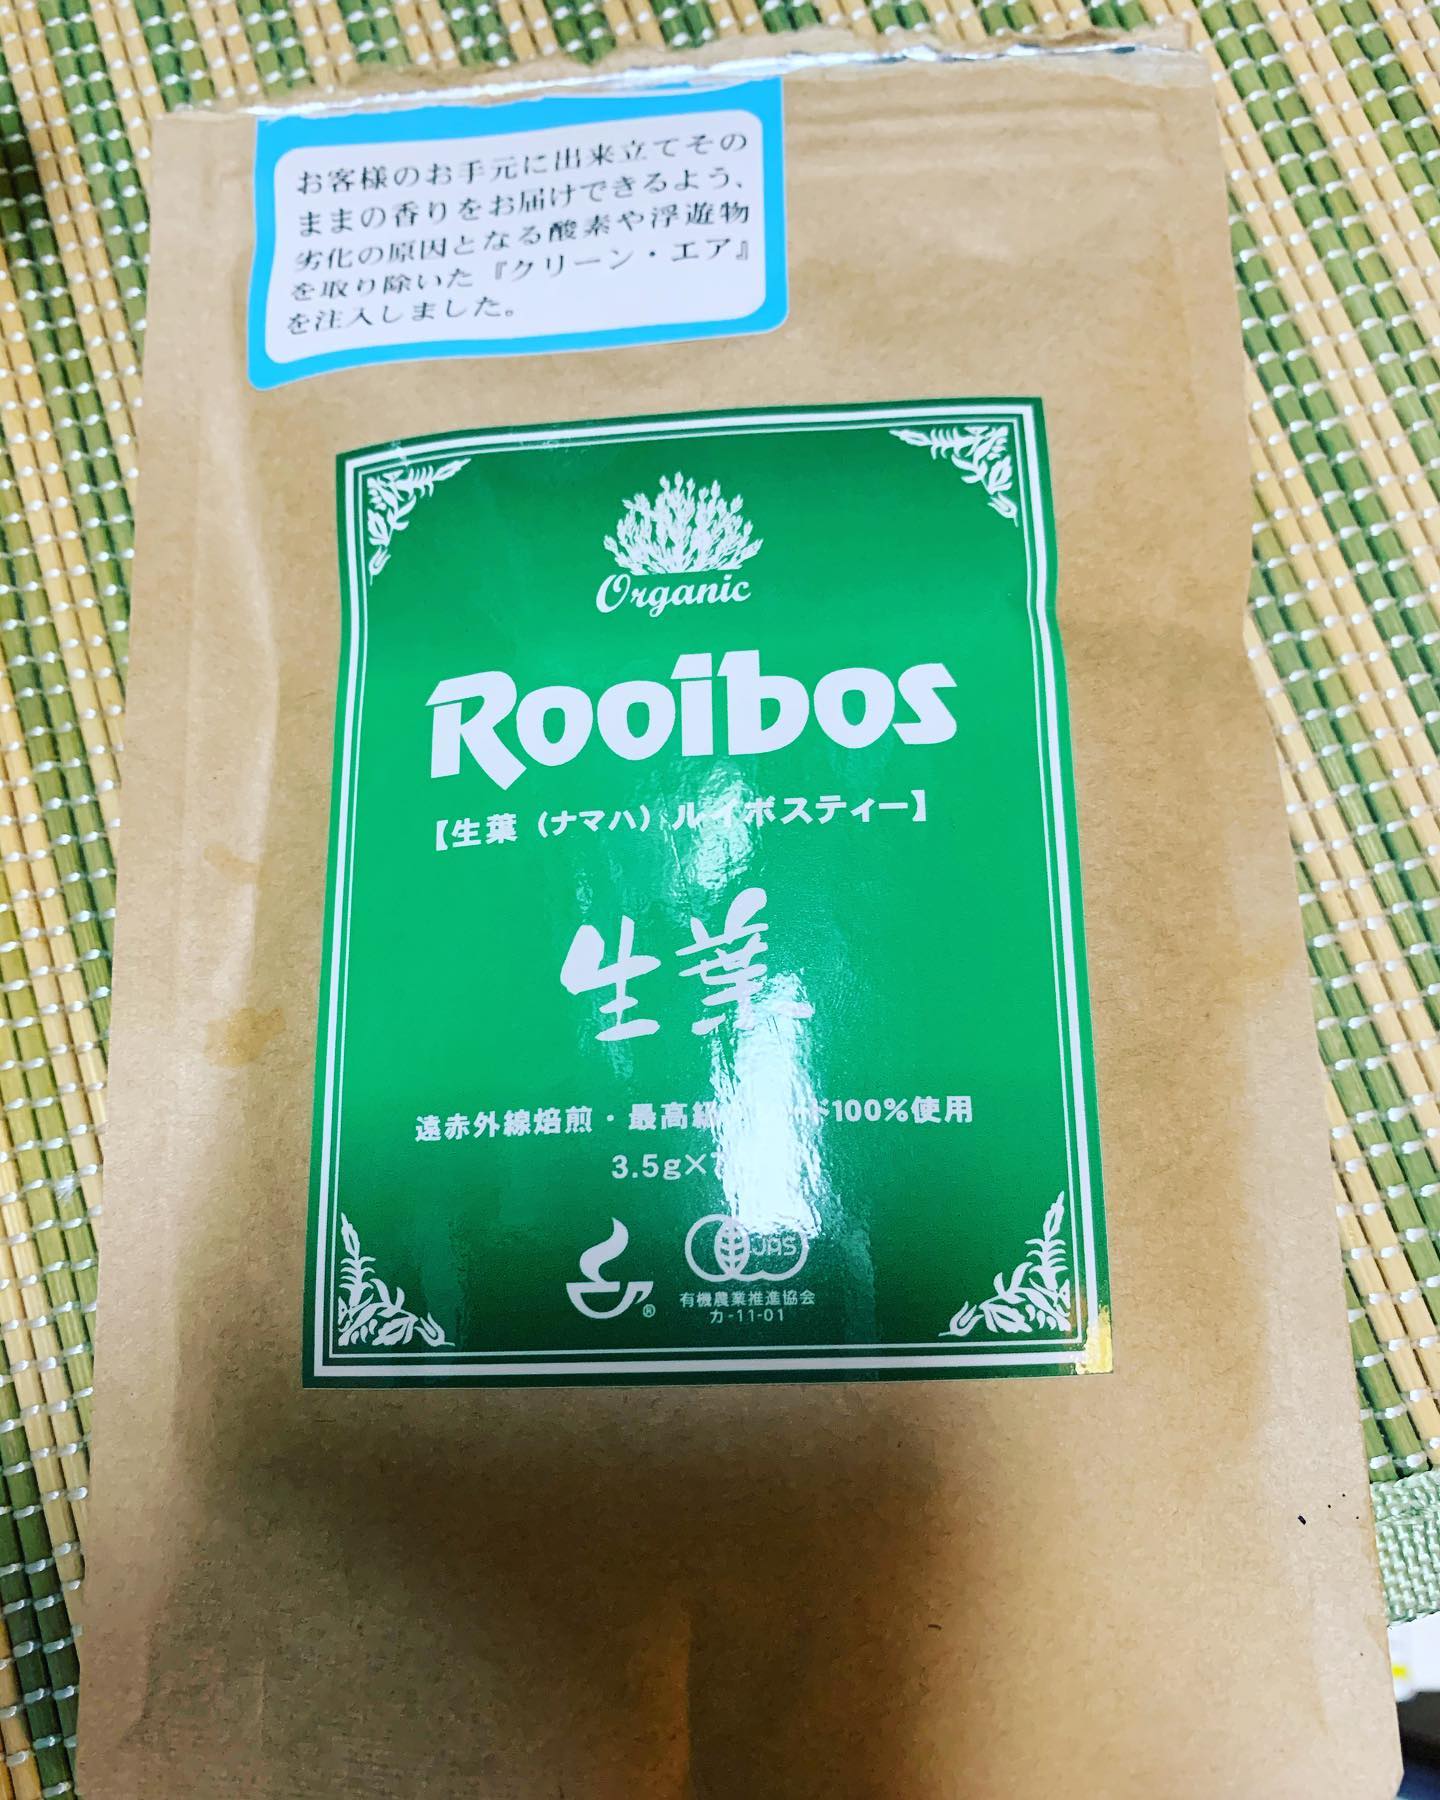 お客様のお手元に出来立てその
ままの香りをお届けできるよう、
劣化の原因となる酸素や浮遊物
を取り除いた『クリーン・エア』
を注入しました。
Organic
Rooibos
【生葉（ナマハ）ルイボスティー】
生葉
遠赤外線焙煎・最高級 100%使用
3.5g×
®
JAS
有機農業推進協会
カ-11-01